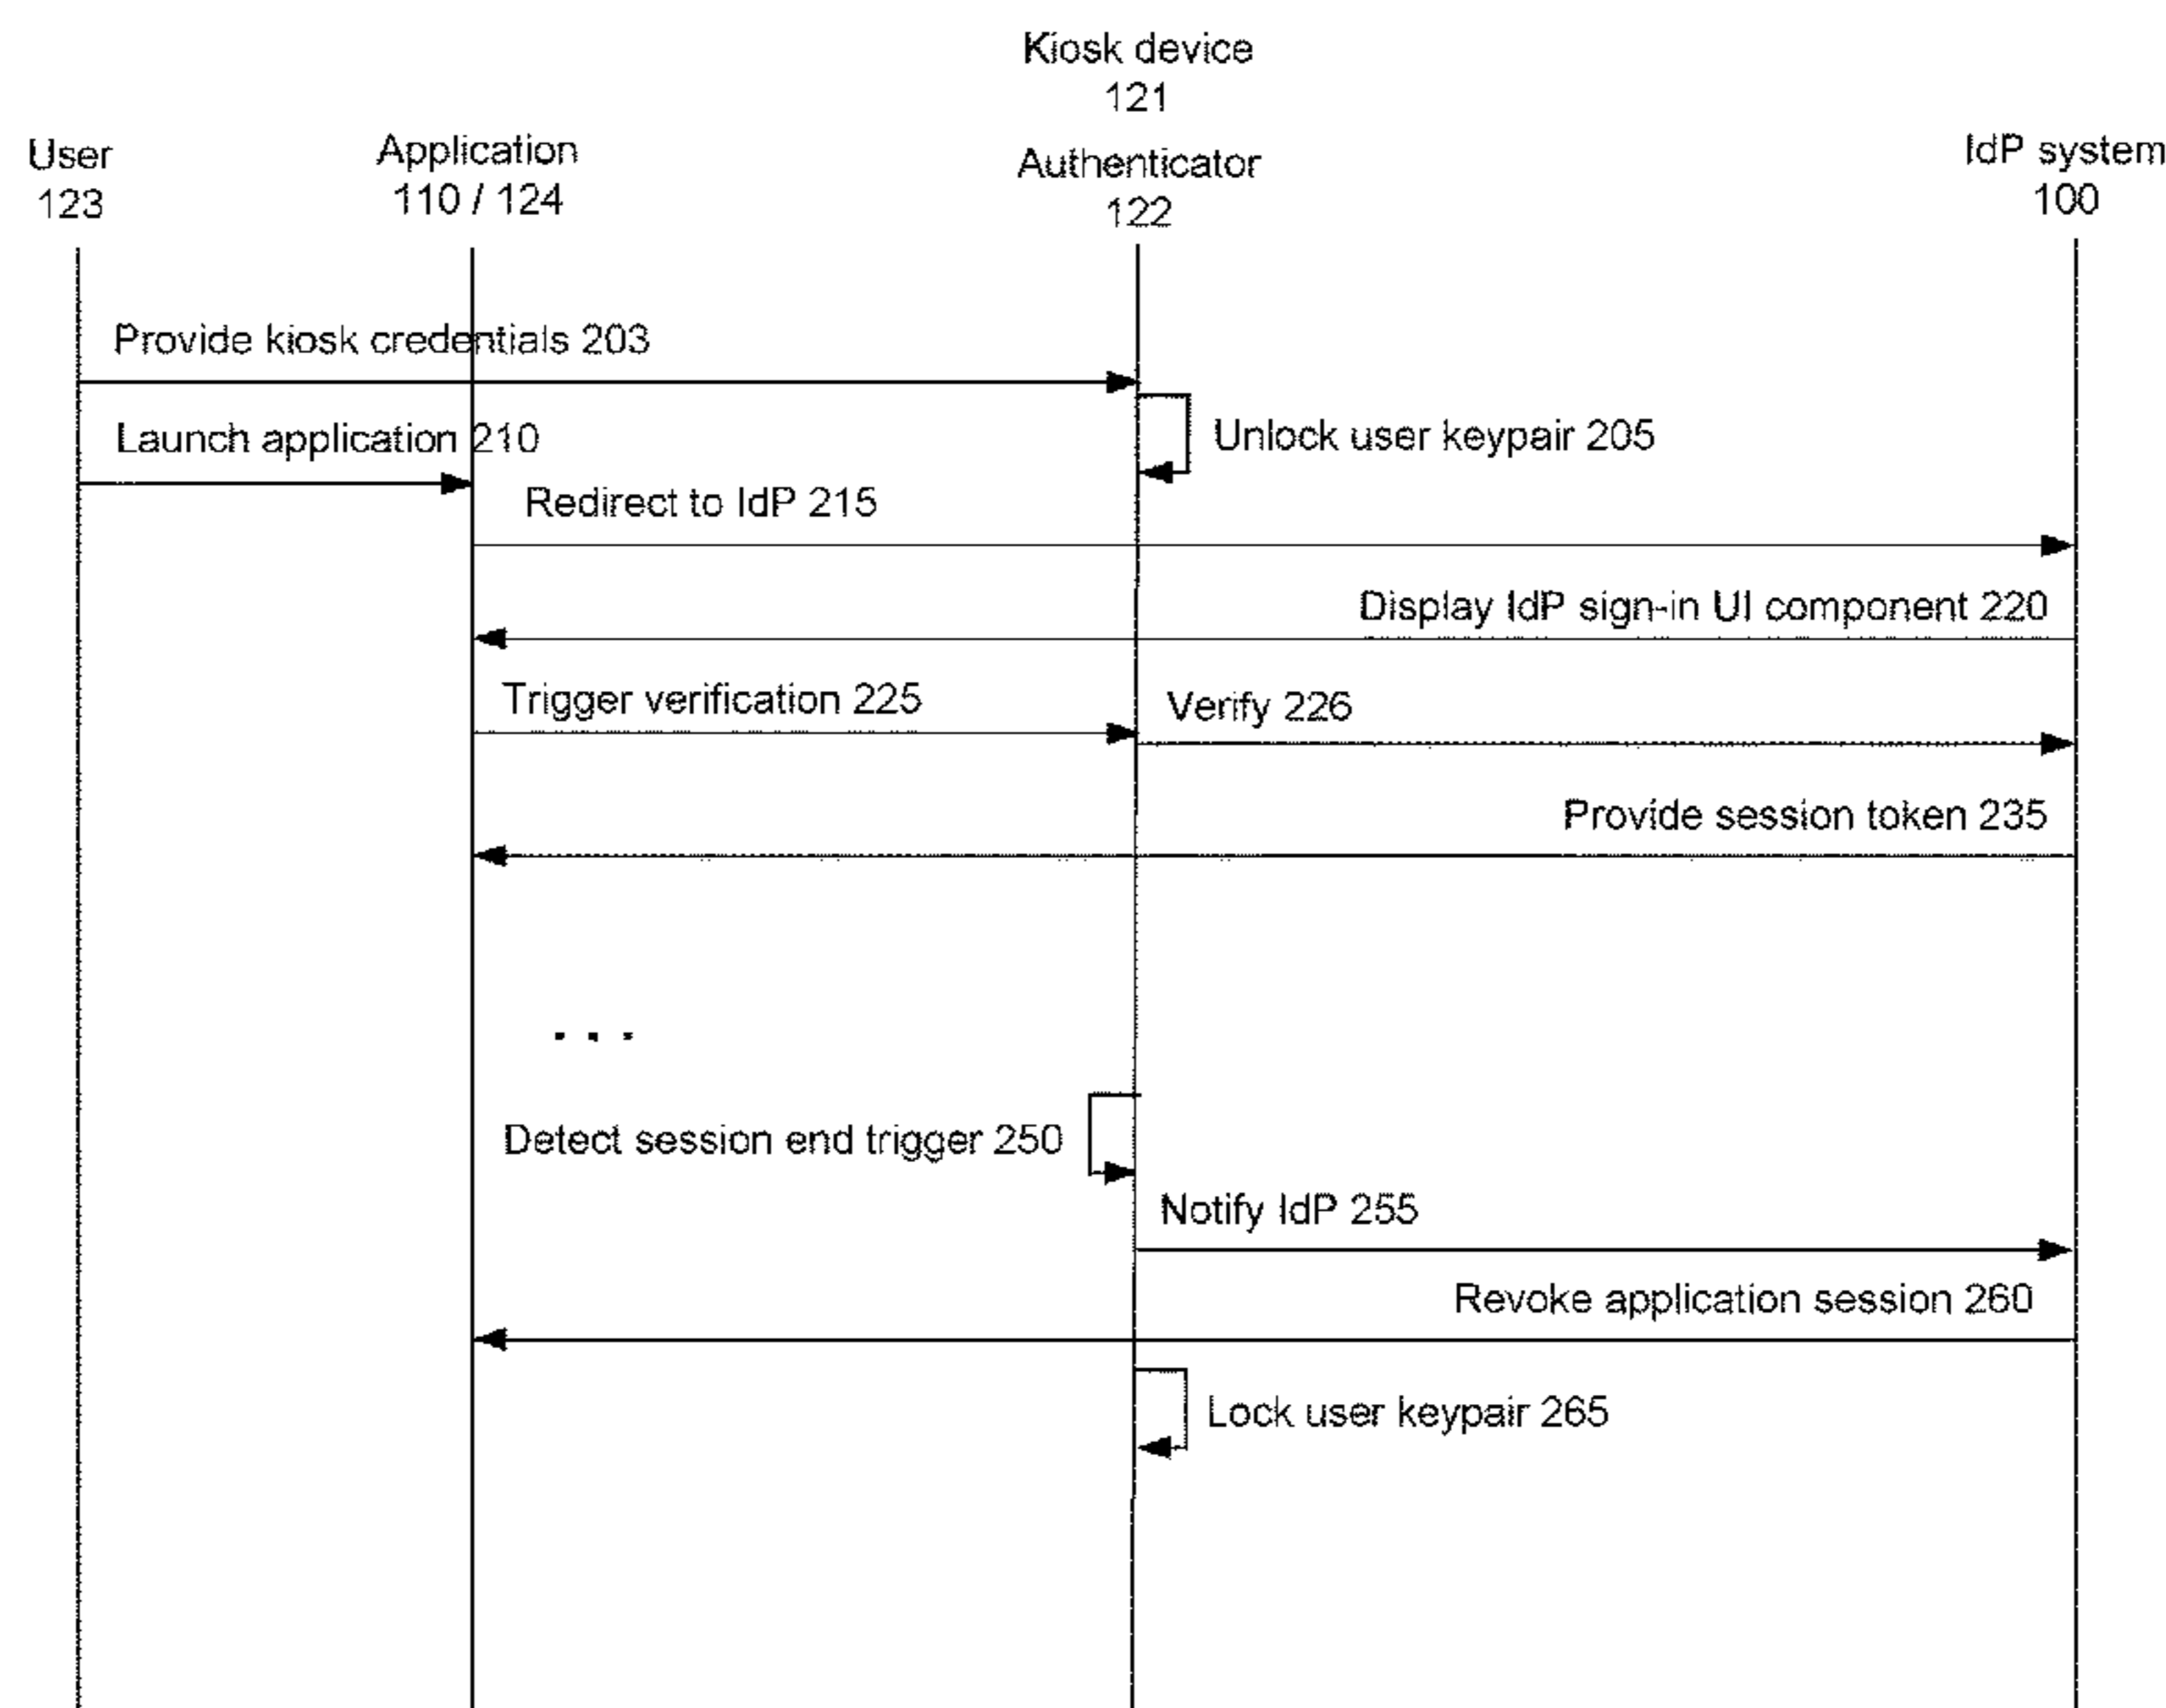 Kiosk device
121
User
123
Application
110 / 124
Authenticator
122
IdP system
100
Provide kiosk credentials 203
Launch application 210
Unlock user keypair 205
Redirect to IdP 215
Display IdP sign-in UI component 220
Trigger verification 225
Verify 226
Provide session token 235
...
Detect session end trigger 250
Notify IdP 255
Revoke application session 260
Lock user keypair 265